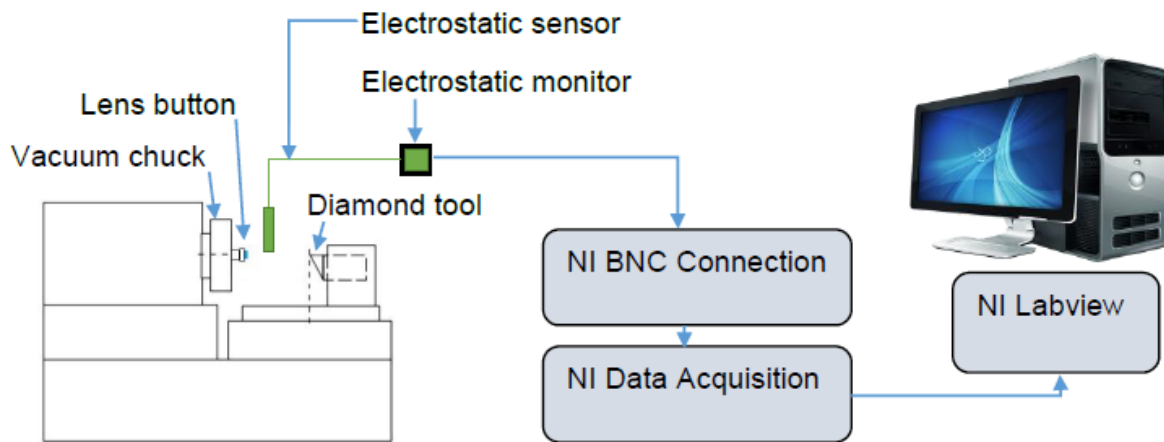 Electrostatic sensor
Electrostatic monitor
Lens button
Vacuum chuck
Diamond tool
NI BNC Connection
NI Labview
NI Data Acquisition